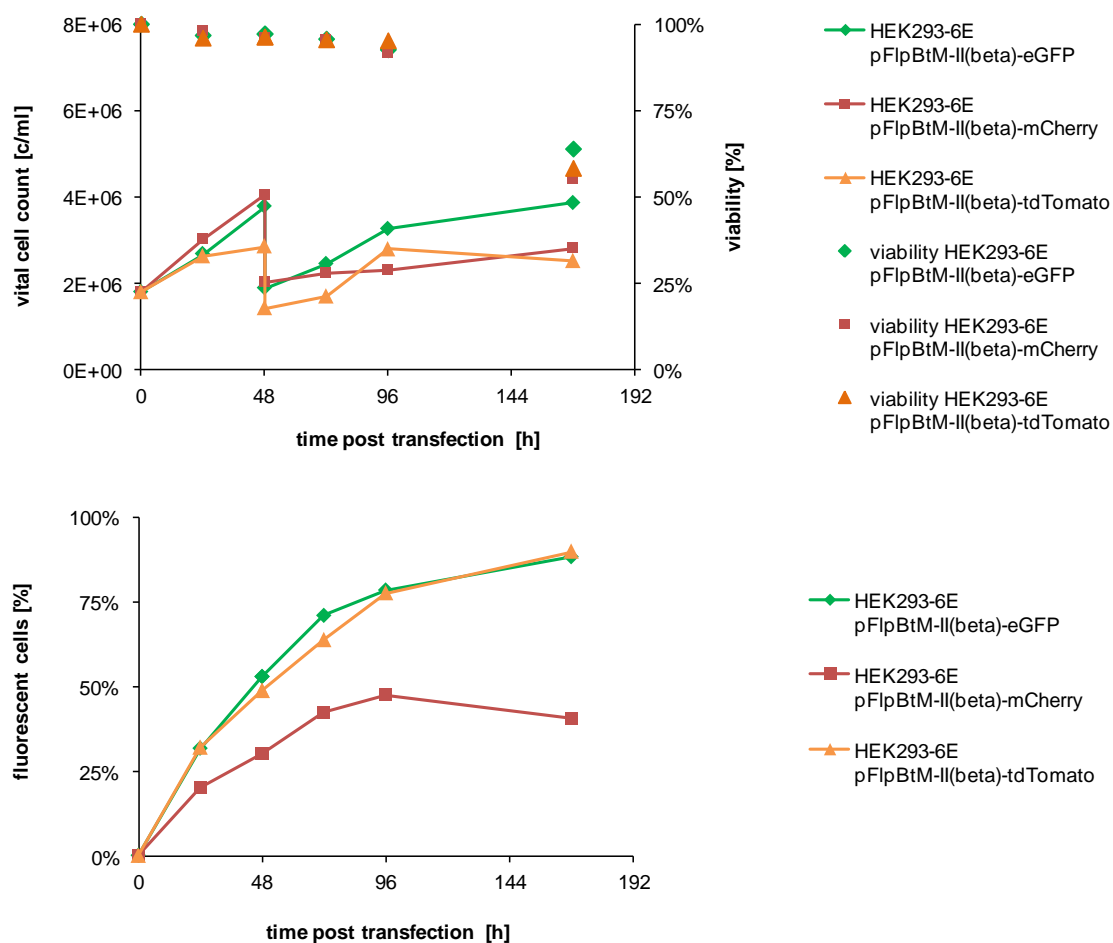 8E+06
6E+06
4E+06
2E+06
0E+00
vital cell count [c/ml]
100%
75%
50%
25%
0%
viability [%]
0
48
96
144
192
time post transfection [h]
HEK293-6E
pFlpBtM-II(beta)-eGFP
HEK293-6E
pFlpBtM-II(beta)-mCherry
HEK293-6E
pFlpBtM-II(beta)-tdTomato
viability HEK293-6E
pFlpBtM-II(beta)-eGFP
viability HEK293-6E
pFlpBtM-II(beta)-mCherry
viability HEK293-6E
pFlpBtM-II(beta)-tdTomato
100%
75%
50%
25%
0%
fluorescent cells [%]
0
48
96
144
192
time post transfection [h]
HEK293-6E
pFlpBtM-II(beta)-eGFP
HEK293-6E
pFlpBtM-II(beta)-mCherry
HEK293-6E
pFlpBtM-II(beta)-tdTomato